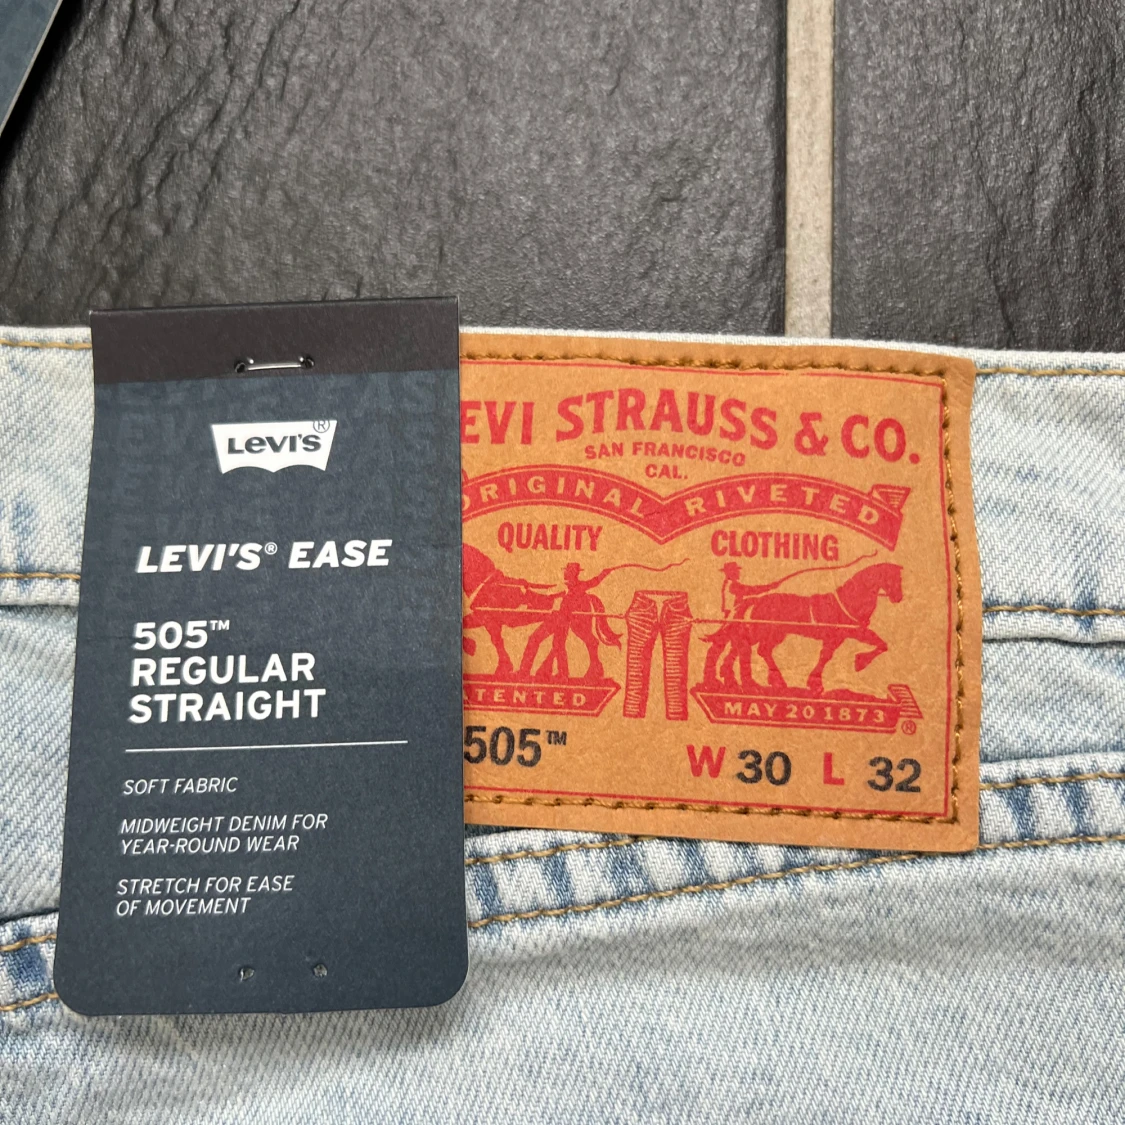 LEVI'S®
LEVI'S® EASE
505™
REGULAR
STRAIGHT
SOFT FABRIC
MIDWEIGHT DENIM FOR
YEAR-ROUND WEAR
STRETCH FOR EASE
OF MOVEMENT
EVI STRAUSS & CO.
SAN FRANCISCO
CAL.
ORIGINAL RIVETED
QUALITY CLOTHING
TENTED MAY 20 1873 ®
505™ W 30 L 32